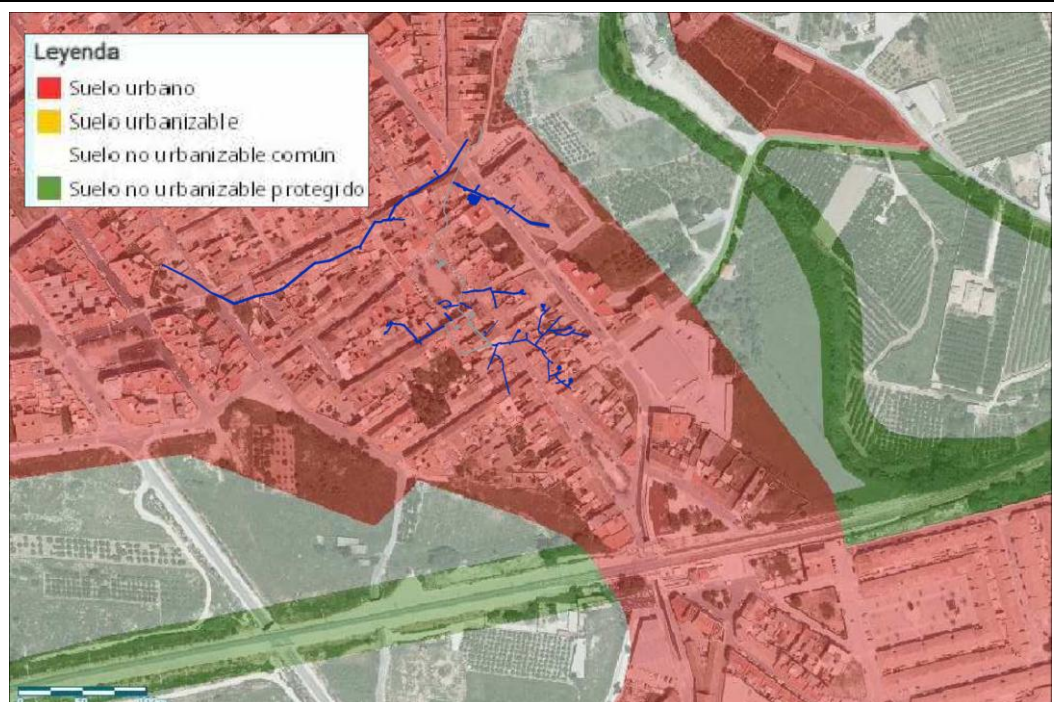 Leyenda
Suelo urbano
Suelo urbanizable
Suelo no urbanizable común
Suelo no urbanizable protegido